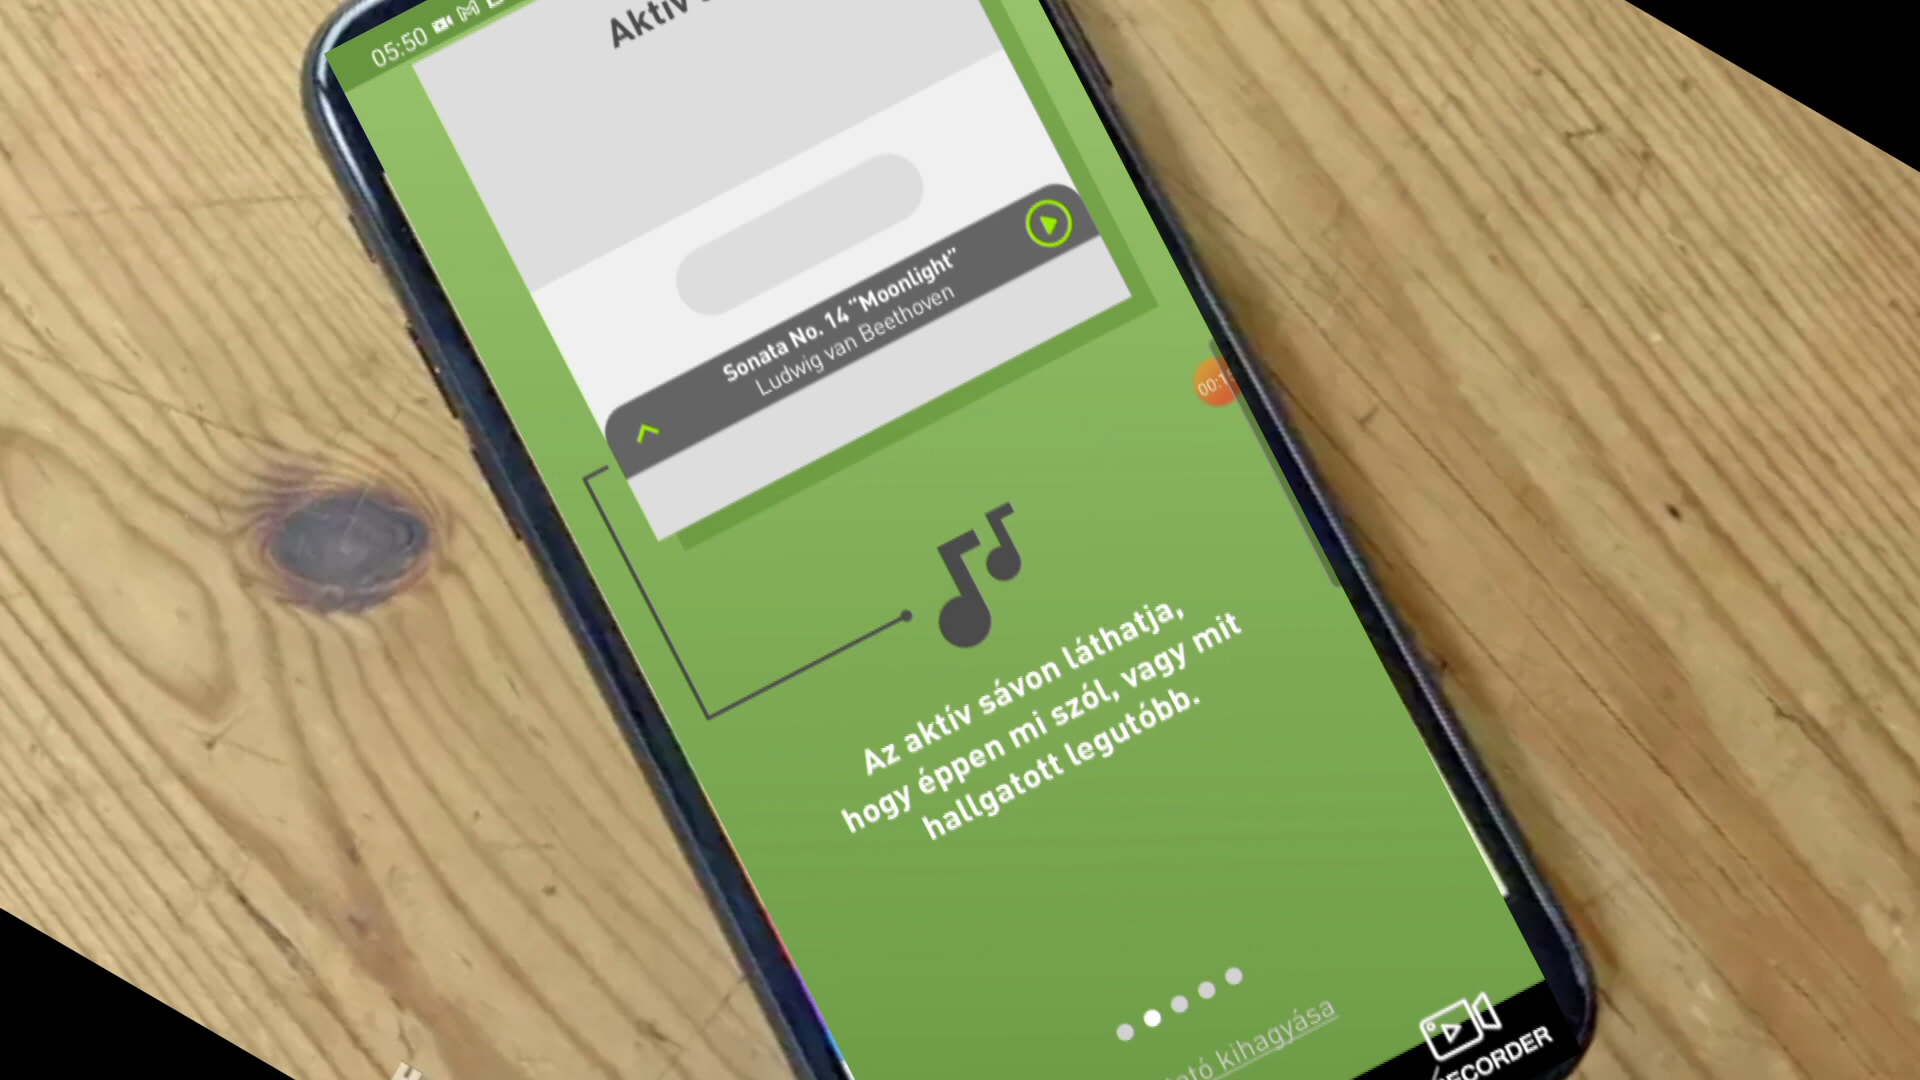 05:50
Aktív
Sonata No. 14 “Moonlight”
Ludwig van Beethoven
Az aktív sávon láthatja,
hogy éppen mi szól, vagy mit
hallgatott legutóbb.
kihagyása